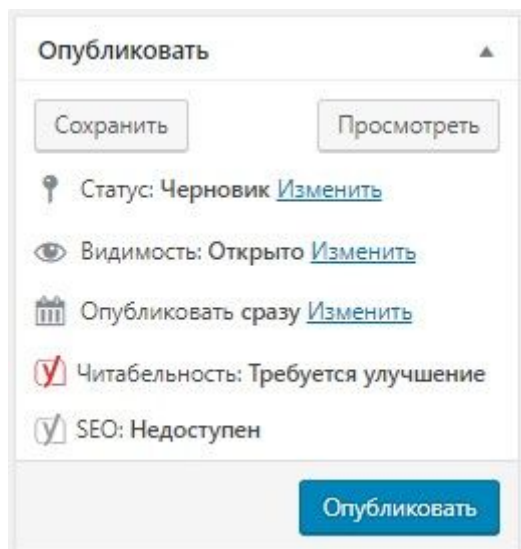 Опубликовать
Сохранить Просмотреть
Статус: Черновик Изменить
Видимость: Открыто Изменить
Опубликовать сразу Изменить
Читабельность: Требуется улучшение
SEO: Недоступен
Опубликовать